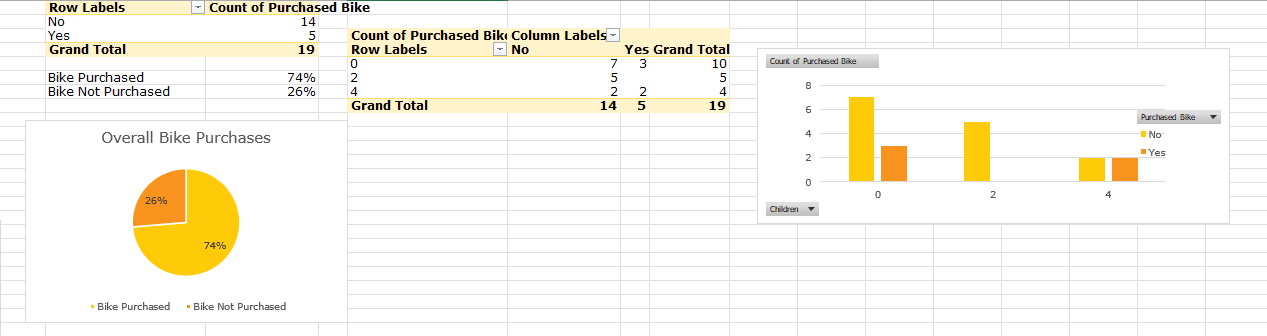 Row Labels Count of Purchased Bike
No 14
Yes 5
Grand Total 19
Bike Purchased 74%
Bike Not Purchased 26%
Count of Purchased Bike Column Labels
Row Labels No Yes Grand Total
0 7 3 10
2 5 5
4 2 2 4
Grand Total 14 5 19
Overall Bike Purchases
26%
74%
Bike Purchased Bike Not Purchased
Count of Purchased Bike
8
6
4
2
0
0 2 4
Purchased Bike
No
Yes
Children